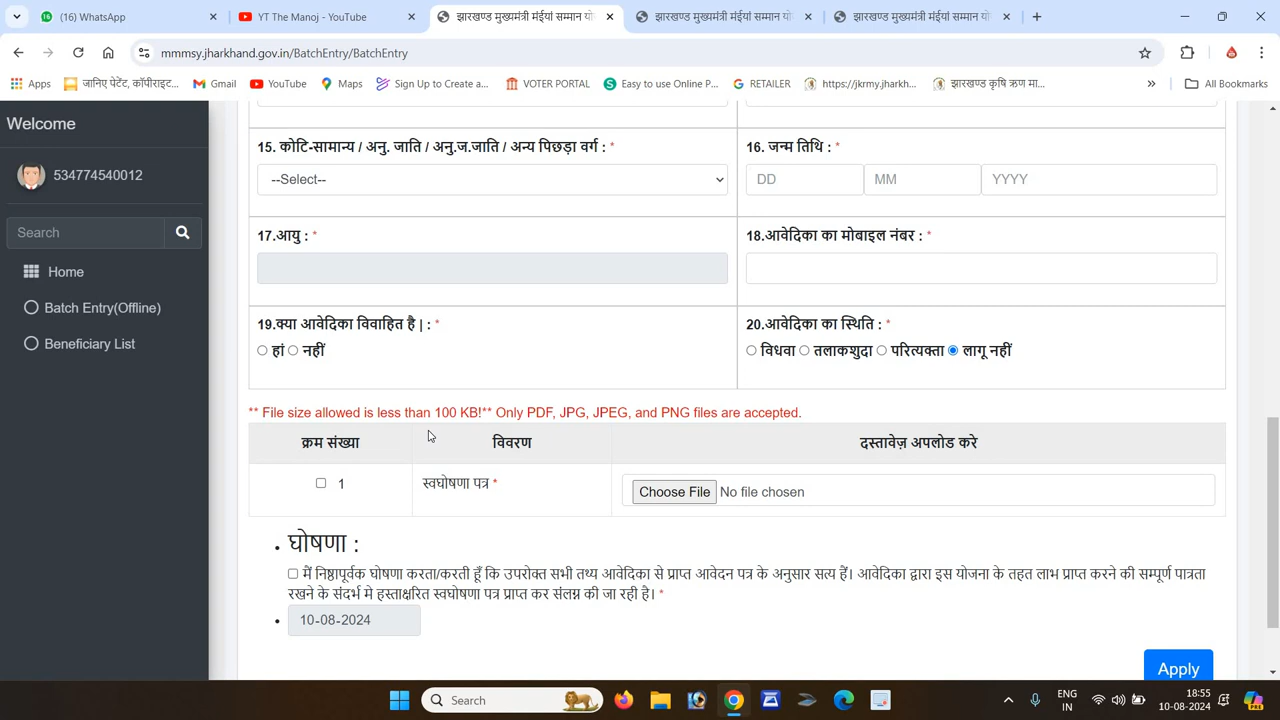 (16) WhatsApp
YT The Manoj - YouTube
झारखण्ड मुख्यमंत्री मंईयां सम्मान यो
झारखण्ड मुख्यमंत्री मंईयां सम्मान यो
झारखण्ड मुख्यमंत्री मंईयां सम्मान यो
mmmsy.jharkhand.gov.in/BatchEntry/BatchEntry
Apps
जानिए पेटेंट, कॉपीराइट...
Gmail
YouTube
Maps
Sign Up to Create a...
VOTER PORTAL
Easy to use Online P...
RETAILER
https://jkrmy.jharkh...
झारखण्ड कृषि ऋण मा...
All Bookmarks
Welcome
534774540012
Search
Home
Batch Entry(Offline)
Beneficiary List
15. कोटि-सामान्य / अनु. जाति / अनु.ज.जाति / अन्य पिछड़ा वर्ग : *
--Select--
16. जन्म तिथि : *
DD MM YYYY
17.आयु : *
18.आवेदिका का मोबाइल नंबर : *
19.क्या आवेदिका विवाहित है | : *
हां नहीं
20.आवेदिका का स्थिति : *
विधवा तलाकशुदा परित्यक्ता लागू नहीं
** File size allowed is less than 100 KB!** Only PDF, JPG, JPEG, and PNG files are accepted.
क्रम संख्या विवरण दस्तावेज़ अपलोड करे
1 स्वघोषणा पत्र * Choose File No file chosen
घोषणा :
मैं निष्ठापूर्वक घोषणा करता/करती हूँ कि उपरोक्त सभी तथ्य आवेदिका से प्राप्त आवेदन पत्र के अनुसार सत्य हैं। आवेदिका द्वारा इस योजना के तहत लाभ प्राप्त करने की सम्पूर्ण पात्रता
रखने के संदर्भ मे हस्ताक्षरित स्वघोषणा पत्र प्राप्त कर संलग्न की जा रही है। *
10-08-2024
Apply
Search
ENG
IN
18:55
10-08-2024